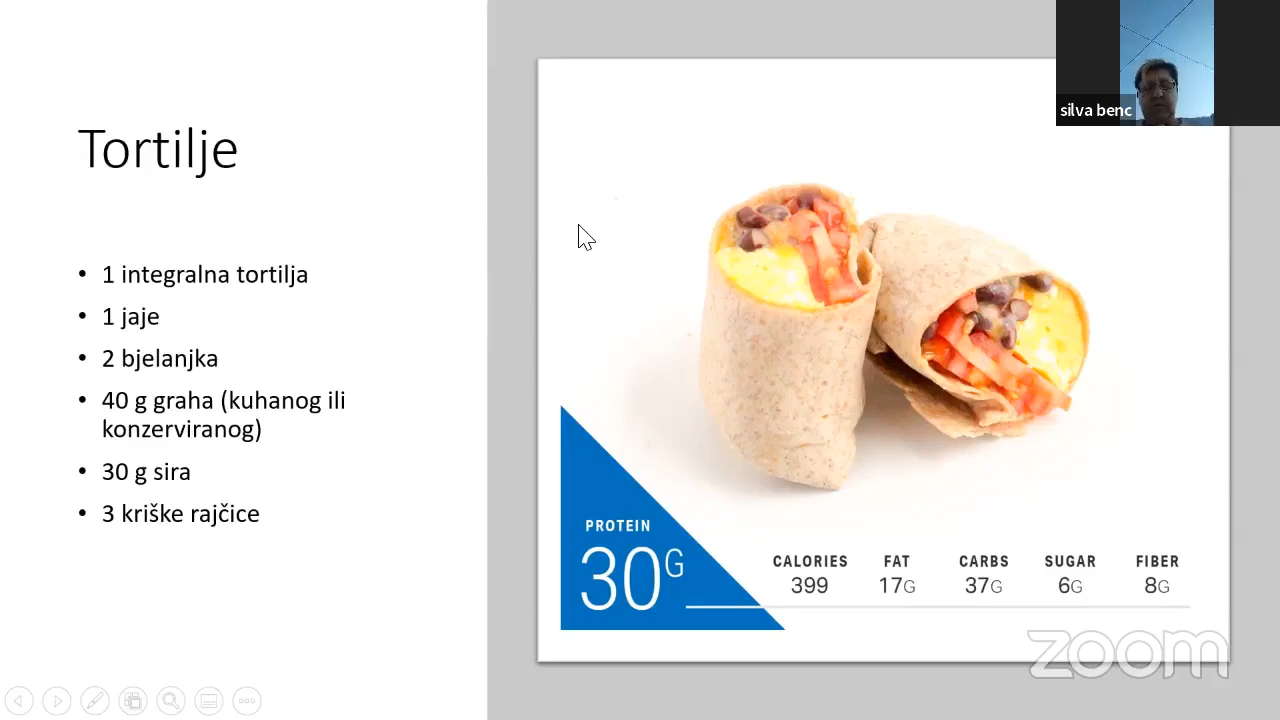 Tortilje
• 1 integralna tortilja
• 1 jaje
• 2 bjelanjka
• 40 g graha (kuhanog ili
konzerviranog)
• 30 g sira
• 3 kriške rajčice
silva benc
PROTEIN
30G
CALORIES FAT CARBS SUGAR FIBER
399 17G 37G 6G 8G
zoom